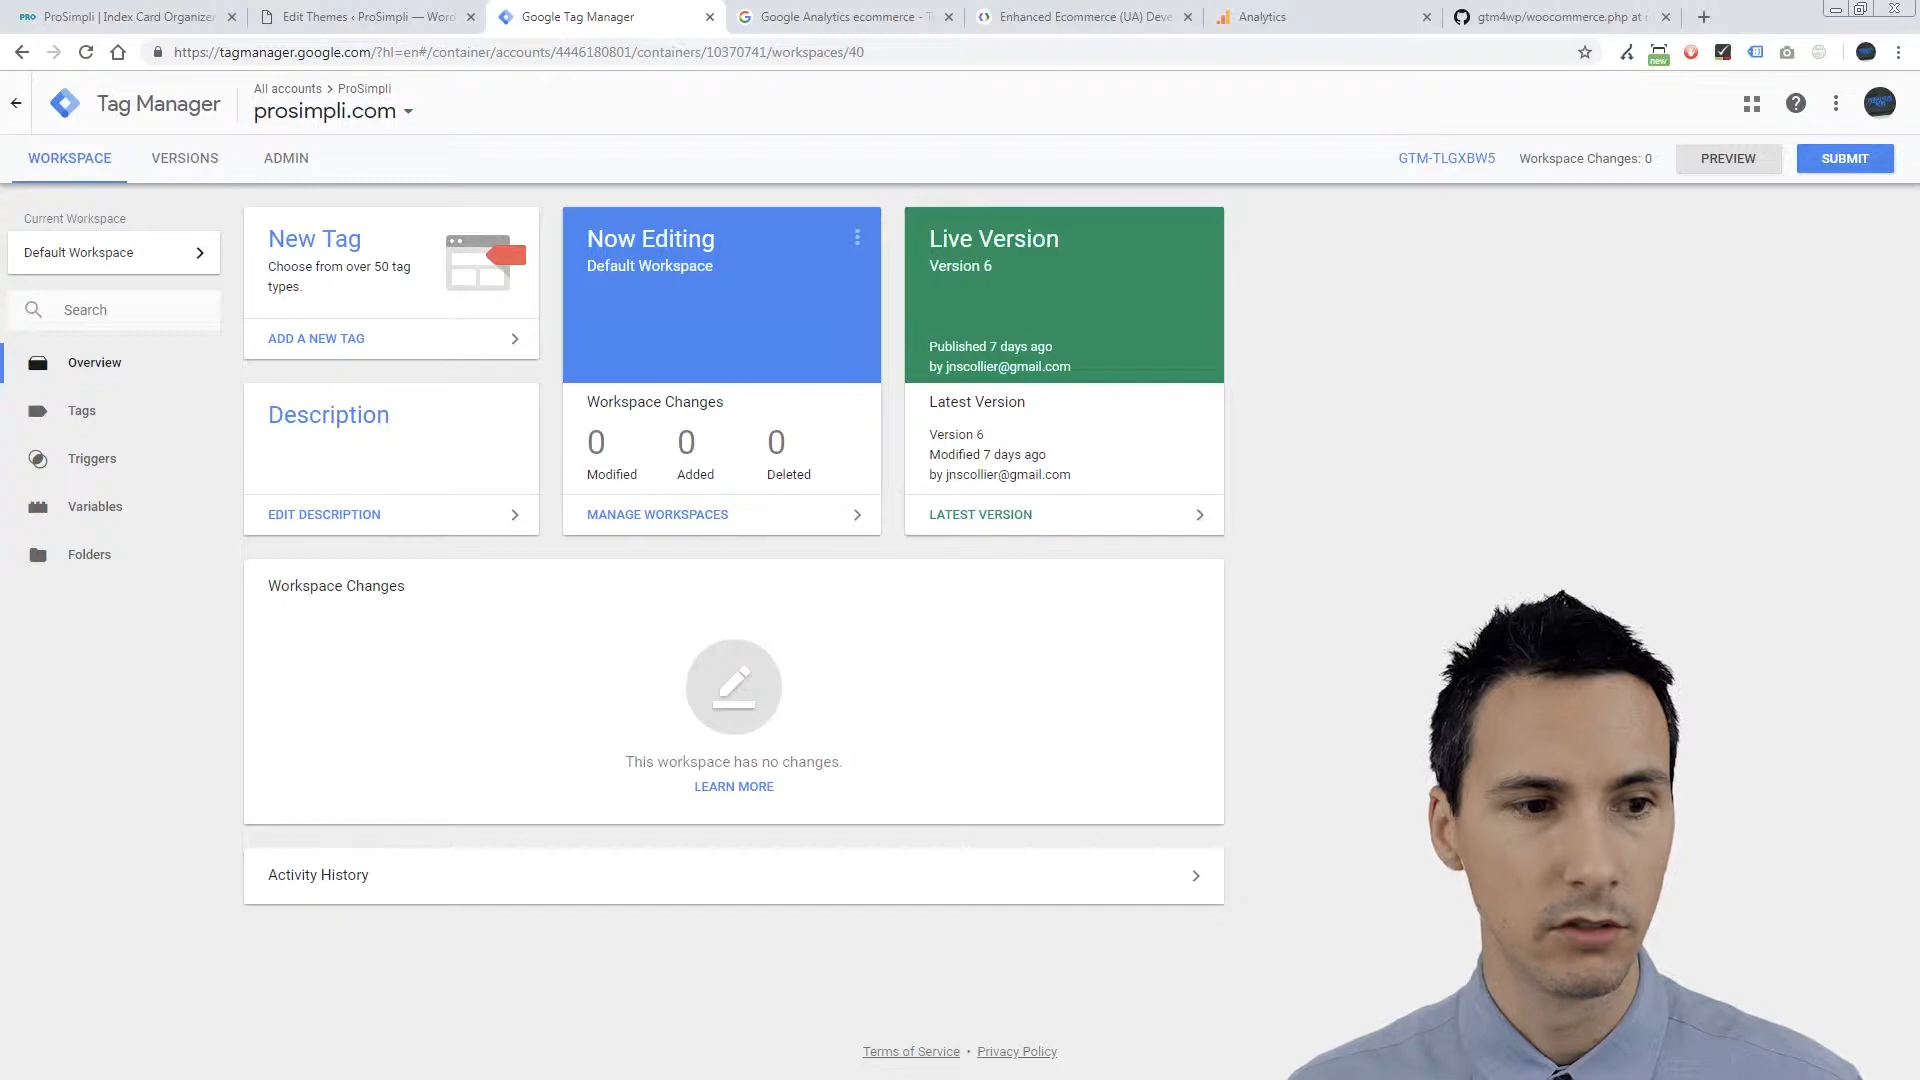 PRO ProSimpli | Index Card Organizer
Edit Themes ‹ ProSimpli — Word
Google Tag Manager
Google Analytics ecommerce - T
Enhanced Ecommerce (UA) Deve
Analytics
gtm4wp/woocommerce.php at
https://tagmanager.google.com/?hl=en#/container/accounts/4446180801/containers/10370741/workspaces/40
new
Tag Manager
All accounts > ProSimpli
prosimpli.com
WORKSPACE
VERSIONS
ADMIN
GTM-TLGXBW5
Workspace Changes: 0
PREVIEW
SUBMIT
Current Workspace
Default Workspace
Search
Overview
Tags
Triggers
Variables
Folders
New Tag
Choose from over 50 tag
types.
ADD A NEW TAG
Description
EDIT DESCRIPTION
Now Editing
Default Workspace
Workspace Changes
0 0 0
Modified Added Deleted
MANAGE WORKSPACES
Live Version
Version 6
Published 7 days ago
by jnscollier@gmail.com
Latest Version
Version 6
Modified 7 days ago
by jnscollier@gmail.com
LATEST VERSION
Workspace Changes
This workspace has no changes.
LEARN MORE
Activity History
Terms of Service • Privacy Policy